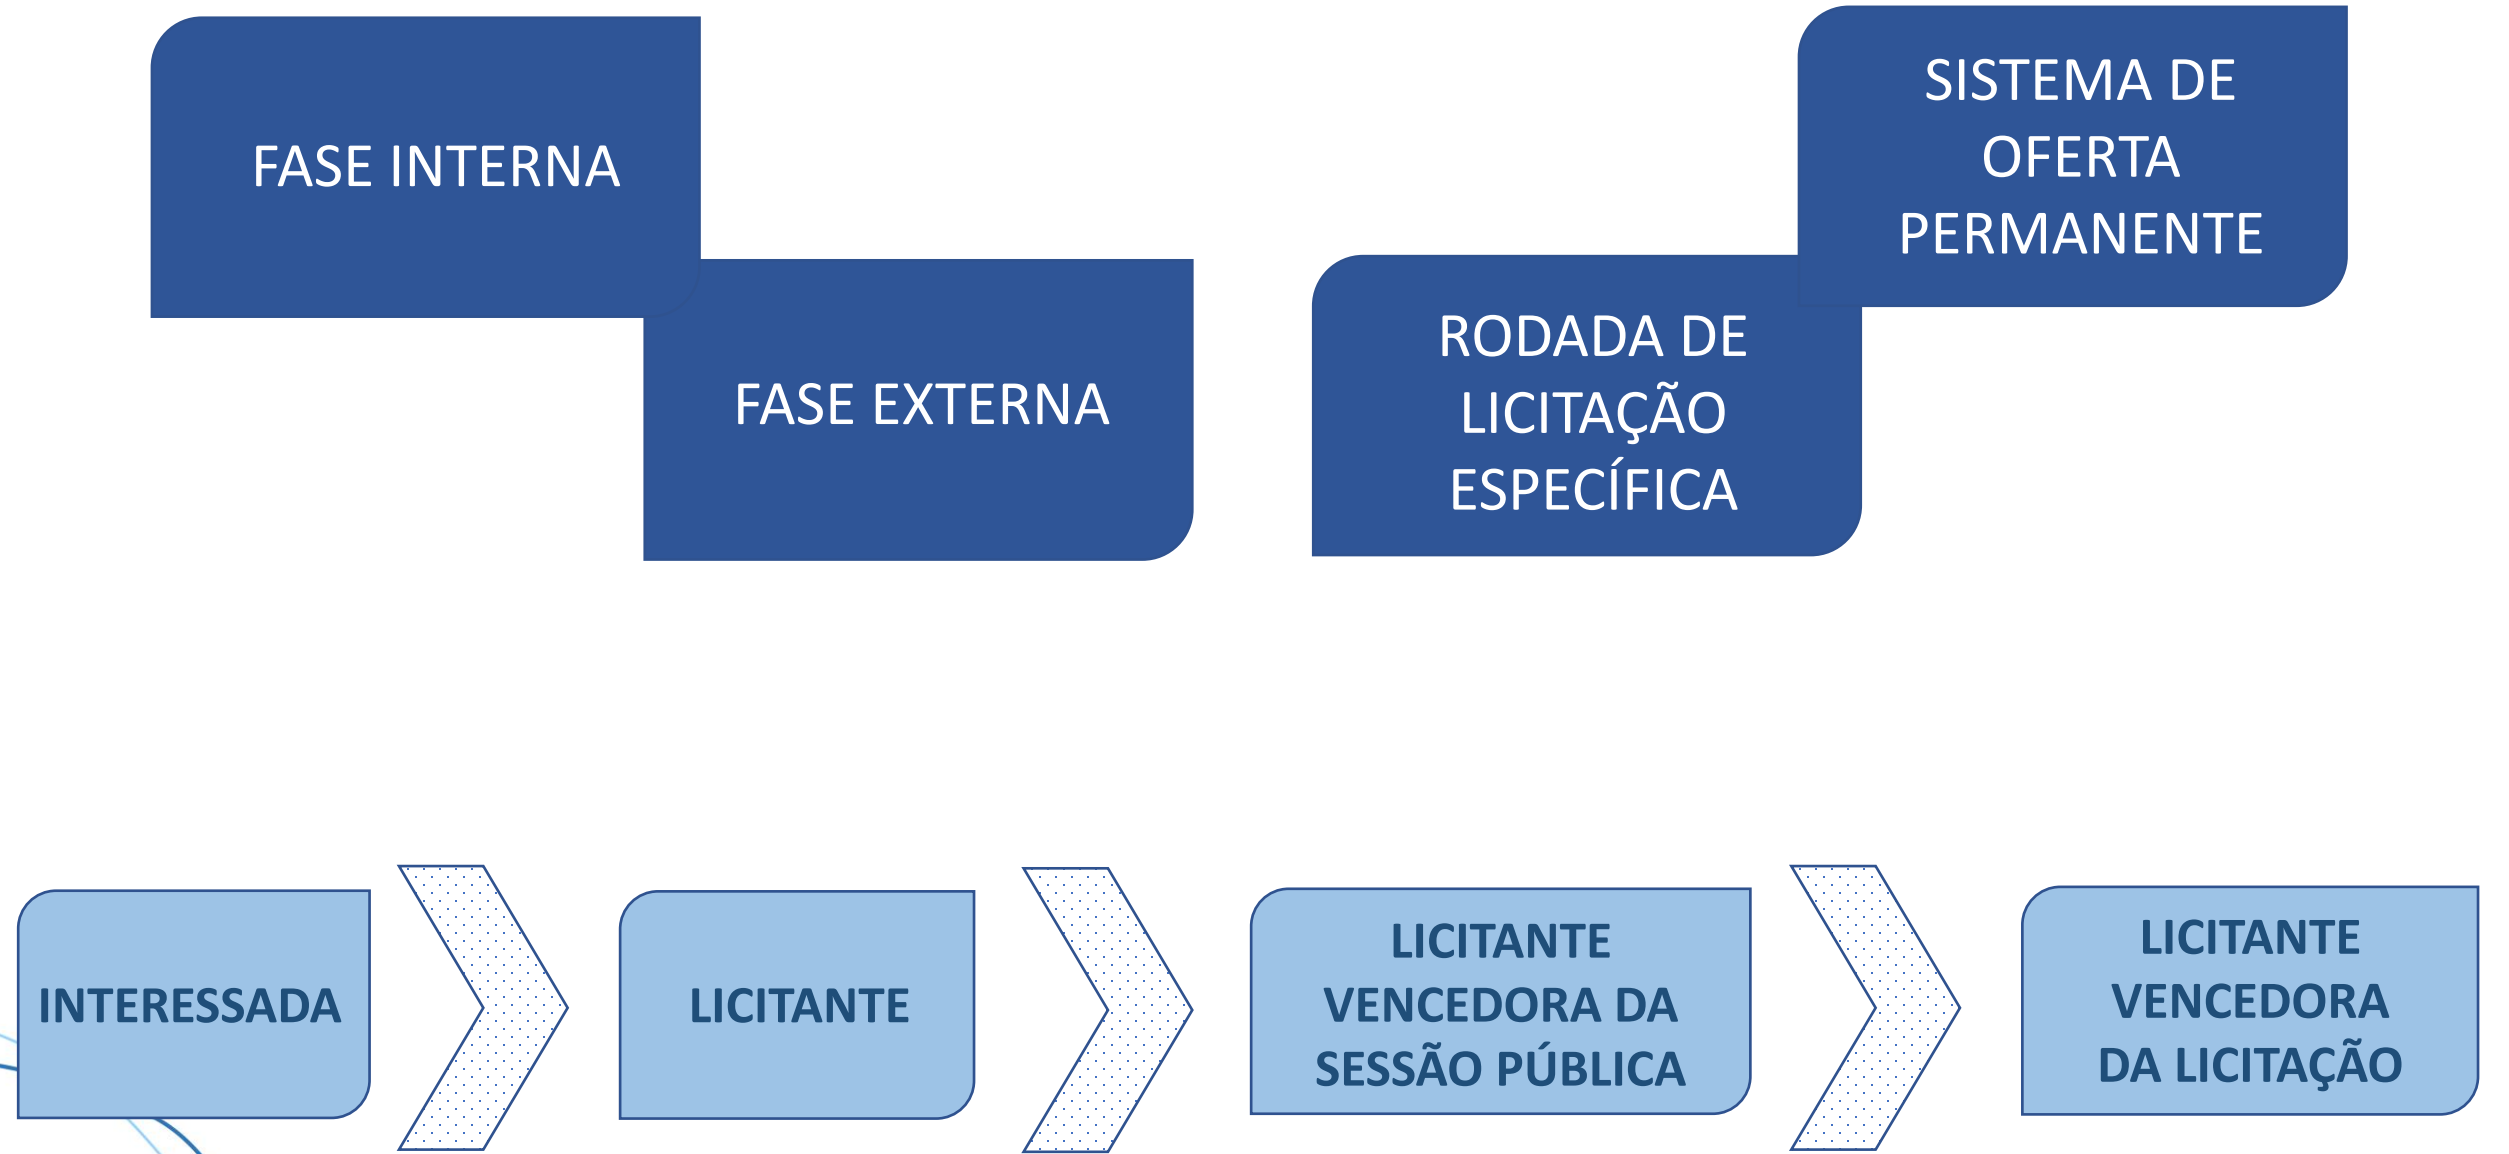 FASE INTERNA
FASE EXTERNA
RODADA DE
LICITAÇÃO
ESPECÍFICA
SISTEMA DE
OFERTA
PERMANENTE
INTERESSADA
LICITANTE
LICITANTE
VENCEDORA DA
SESSÃO PÚBLICA
LICITANTE
VENCEDORA
DA LICITAÇÃO